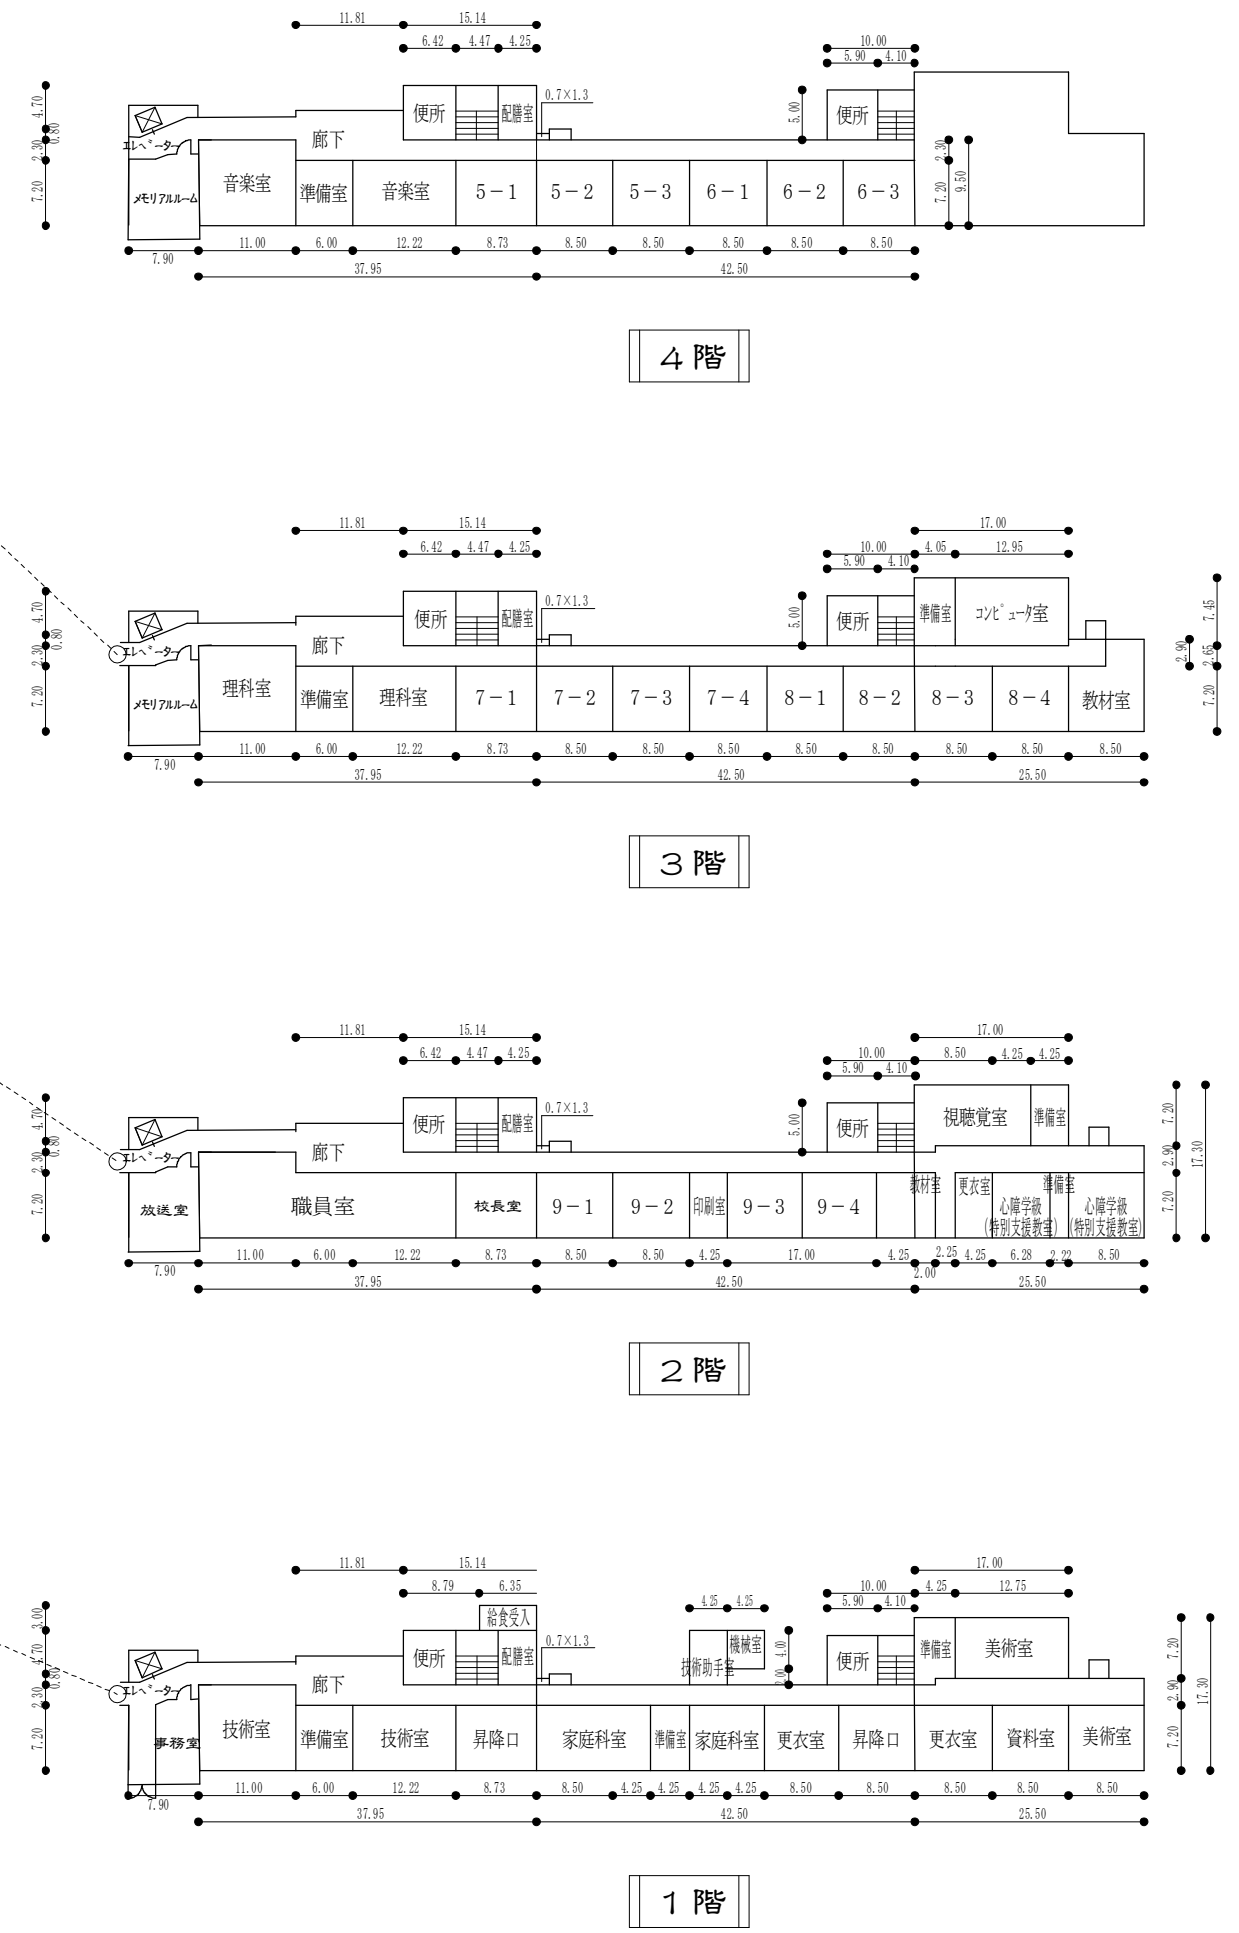 11.81 15.14
6.42 4.47 4.25
10.00
5.90 4.10
4.70
0.80
2.30
7.20
エレベーター
便所
配膳室
0.7×1.3
5.00
便所
廊下
メモリアルルーム
音楽室
準備室
音楽室
5-1
5-2
5-3
6-1
6-2
6-3
2.30
7.20
9.50
7.90 11.00 6.00 12.22 8.73 8.50 8.50 8.50 8.50 8.50
37.95 42.50
4階
11.81 15.14 17.00
6.42 4.47 4.25 10.00 4.05 12.95
5.90 4.10
4.70
0.80
2.30
7.20
エレベーター
便所
配膳室
0.7×1.3
5.00
便所
準備室
コンピュータ室
7.45
2.90
2.65
7.20
廊下
メモリアルルーム
理科室
準備室
理科室
7-1
7-2
7-3
7-4
8-1
8-2
8-3
8-4
教材室
7.90 11.00 6.00 12.22 8.73 8.50 8.50 8.50 8.50 8.50 8.50 8.50 8.50
37.95 42.50 25.50
3階
11.81 15.14 17.00
6.42 4.47 4.25 10.00 8.50 4.25 4.25
5.90 4.10
4.70
0.80
2.30
7.20
エレベーター
便所
配膳室
0.7×1.3
5.00
便所
視聴覚室
準備室
7.20
2.90
7.20
17.30
廊下
放送室
職員室
校長室
9-1
9-2
印刷室
9-3
9-4
教材室
更衣室
心障学級
(特別支援教室)
準備室
心障学級
(特別支援教室)
7.90 11.00 6.00 12.22 8.73 8.50 8.50 4.25 17.00 4.25 2.00 2.25 4.25 6.28 2.22 8.50
37.95 42.50 25.50
2階
11.81 15.14 17.00
8.79 6.35 10.00 4.25 12.75
4.25 4.25 5.90 4.10
3.00
4.70
0.80
2.30
7.20
エレベーター
給食受入
便所
配膳室
0.7×1.3
技術助手室
機械室
4.00
2.00
便所
準備室
美術室
7.20
2.90
7.20
17.30
廊下
事務室
技術室
準備室
技術室
昇降口
家庭科室
準備室
家庭科室
更衣室
昇降口
更衣室
資料室
美術室
7.90 11.00 6.00 12.22 8.73 8.50 4.25 4.25 4.25 4.25 8.50 8.50 8.50 8.50 8.50
37.95 42.50 25.50
1階